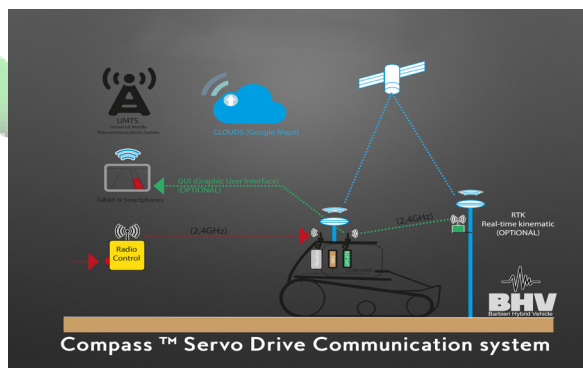 UMTS
Universal Mobile
Telecommunications System
CLOUDS (Google Maps)
Tablet or Smartphones
GUI (Graphic User Interface)
(OPTIONAL)
(2,4GHz)
(2,4GHz)
RTK
Real-time kinematic
(OPTIONAL)
Radio
Control
BHV
Barbieri Hybrid Vehicle
Compass ™ Servo Drive Communication system